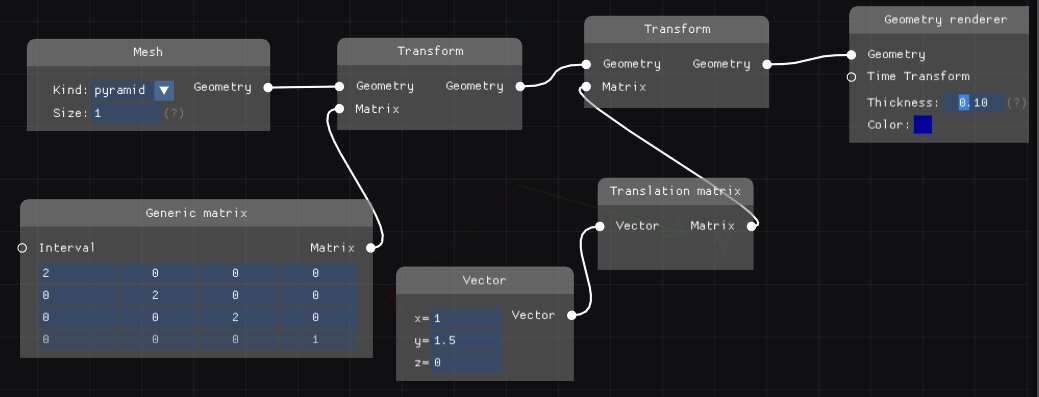 Mesh
Kind: pyramid
Geometry
Size: 1 (?)
Transform
Geometry Geometry
Matrix
Transform
Geometry Geometry
Matrix
Geometry renderer
Geometry
Time Transform
Thickness: 0.10 (?)
Color:
Generic matrix
Interval Matrix
2 0 0 0
0 2 0 0
0 0 2 0
0 0 0 1
Vector
Vector
x= 1
y= 1.5
z= 0
Translation matrix
Vector Matrix
Y